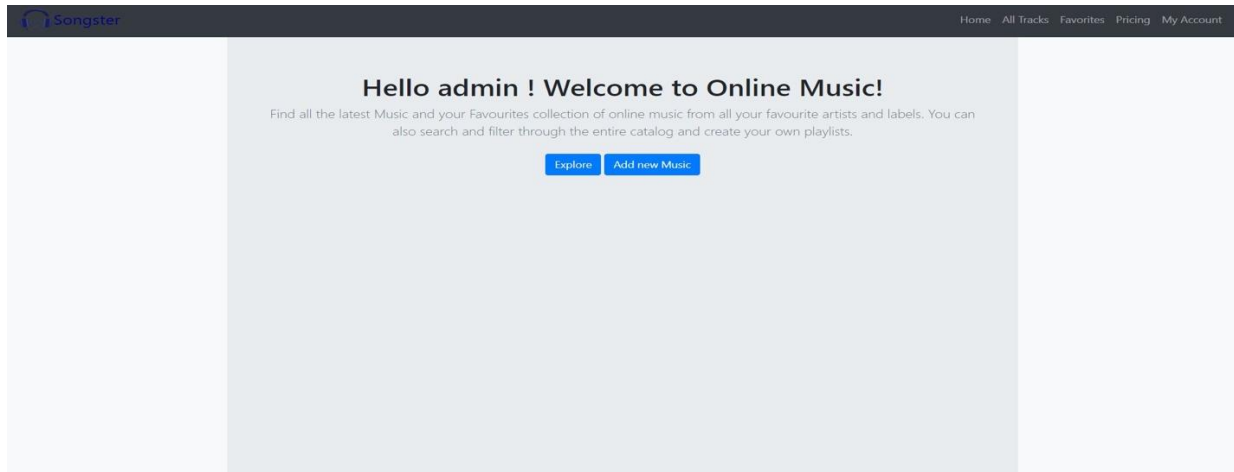 Songster
Home All Tracks Favorites Pricing My Account
Hello admin ! Welcome to Online Music!
Find all the latest Music and your Favourites collection of online music from all your favourite artists and labels. You can
also search and filter through the entire catalog and create your own playlists.
Explore Add new Music